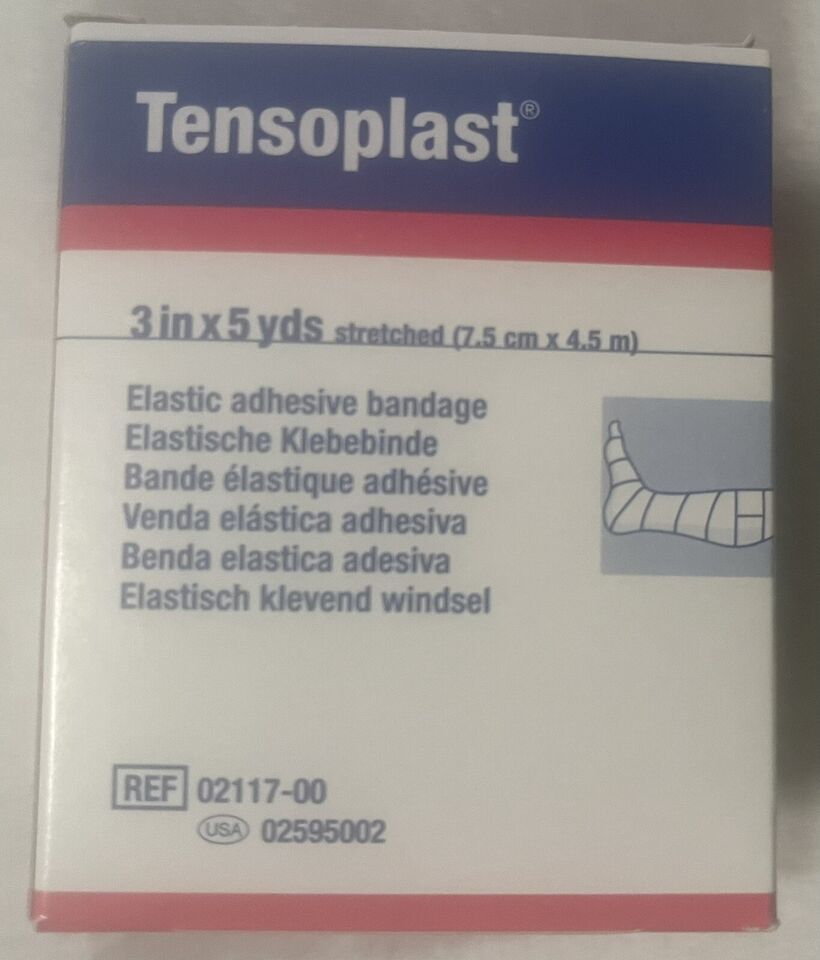 Tensoplast®
3 in x 5 yds stretched (7.5 cm x 4.5 m)
Elastic adhesive bandage
Elastische Klebebinde
Bande élastique adhésive
Venda elástica adhesiva
Benda elastica adesiva
Elastisch klevend windsel
REF 02117-00
USA 02595002